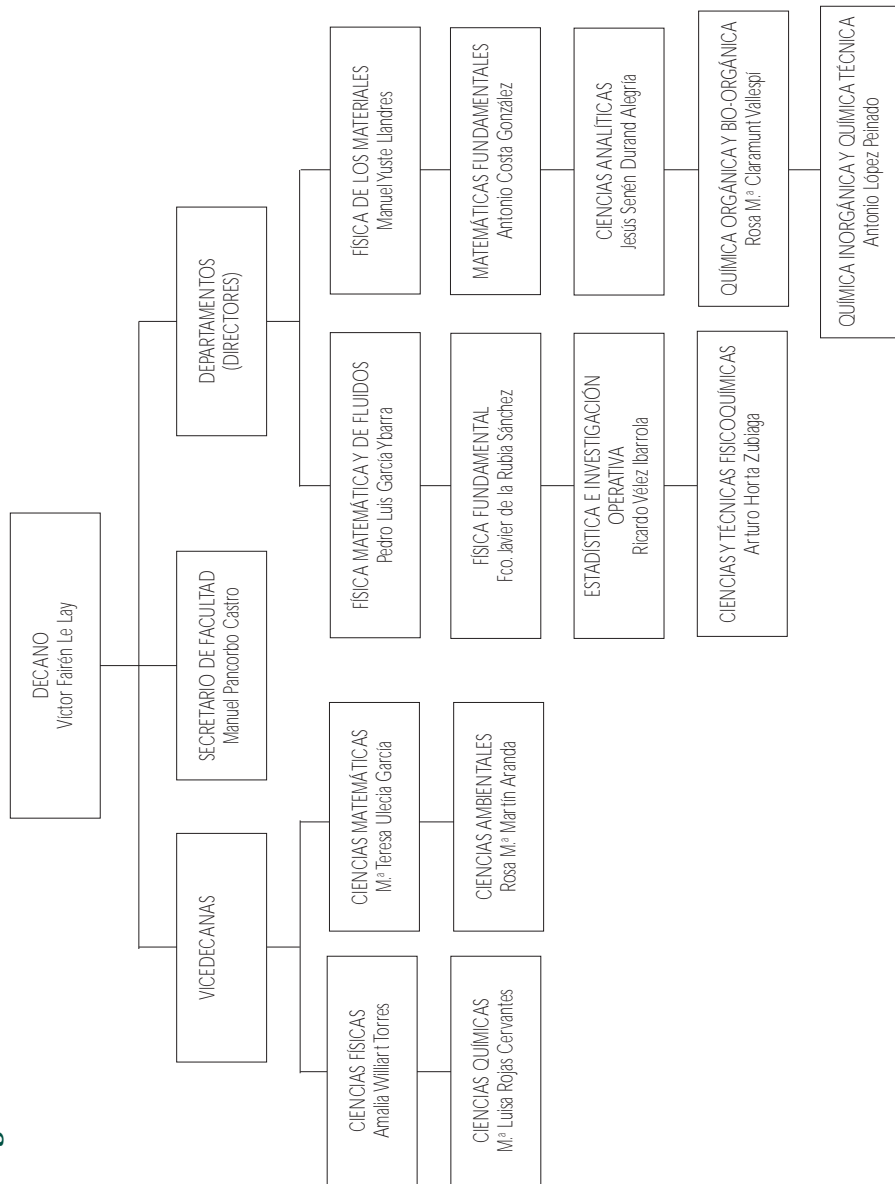 DECANO
Víctor Fairén Le Lay
VICEDECANAS
SECRETARIO DE FACULTAD
Manuel Pancorbo Castro
DEPARTAMENTOS
(DIRECTORES)
CIENCIAS FÍSICAS
Amalia Williart Torres
CIENCIAS MATEMÁTICAS
M.ª Teresa Ulecia García
FÍSICA MATEMÁTICA Y DE FLUIDOS
Pedro Luis García Ybarra
FÍSICA DE LOS MATERIALES
Manuel Yuste Llandres
CIENCIAS QUÍMICAS
M.ª Luisa Rojas Cervantes
CIENCIAS AMBIENTALES
Rosa M.ª Martín Aranda
FÍSICA FUNDAMENTAL
Fco. Javier de la Rubia Sánchez
MATEMÁTICAS FUNDAMENTALES
Antonio Costa González
ESTADÍSTICA E INVESTIGACIÓN
OPERATIVA
Ricardo Vélez Ibarrola
CIENCIAS ANALÍTICAS
Jesús Senén Durand Alegría
CIENCIAS Y TÉCNICAS FISICOQUÍMICAS
Arturo Horta Zubiaga
QUÍMICA ORGÁNICA Y BIO-ORGÁNICA
Rosa M.ª Claramunt Vallespí
QUÍMICA INORGÁNICA Y QUÍMICA TÉCNICA
Antonio López Peinado